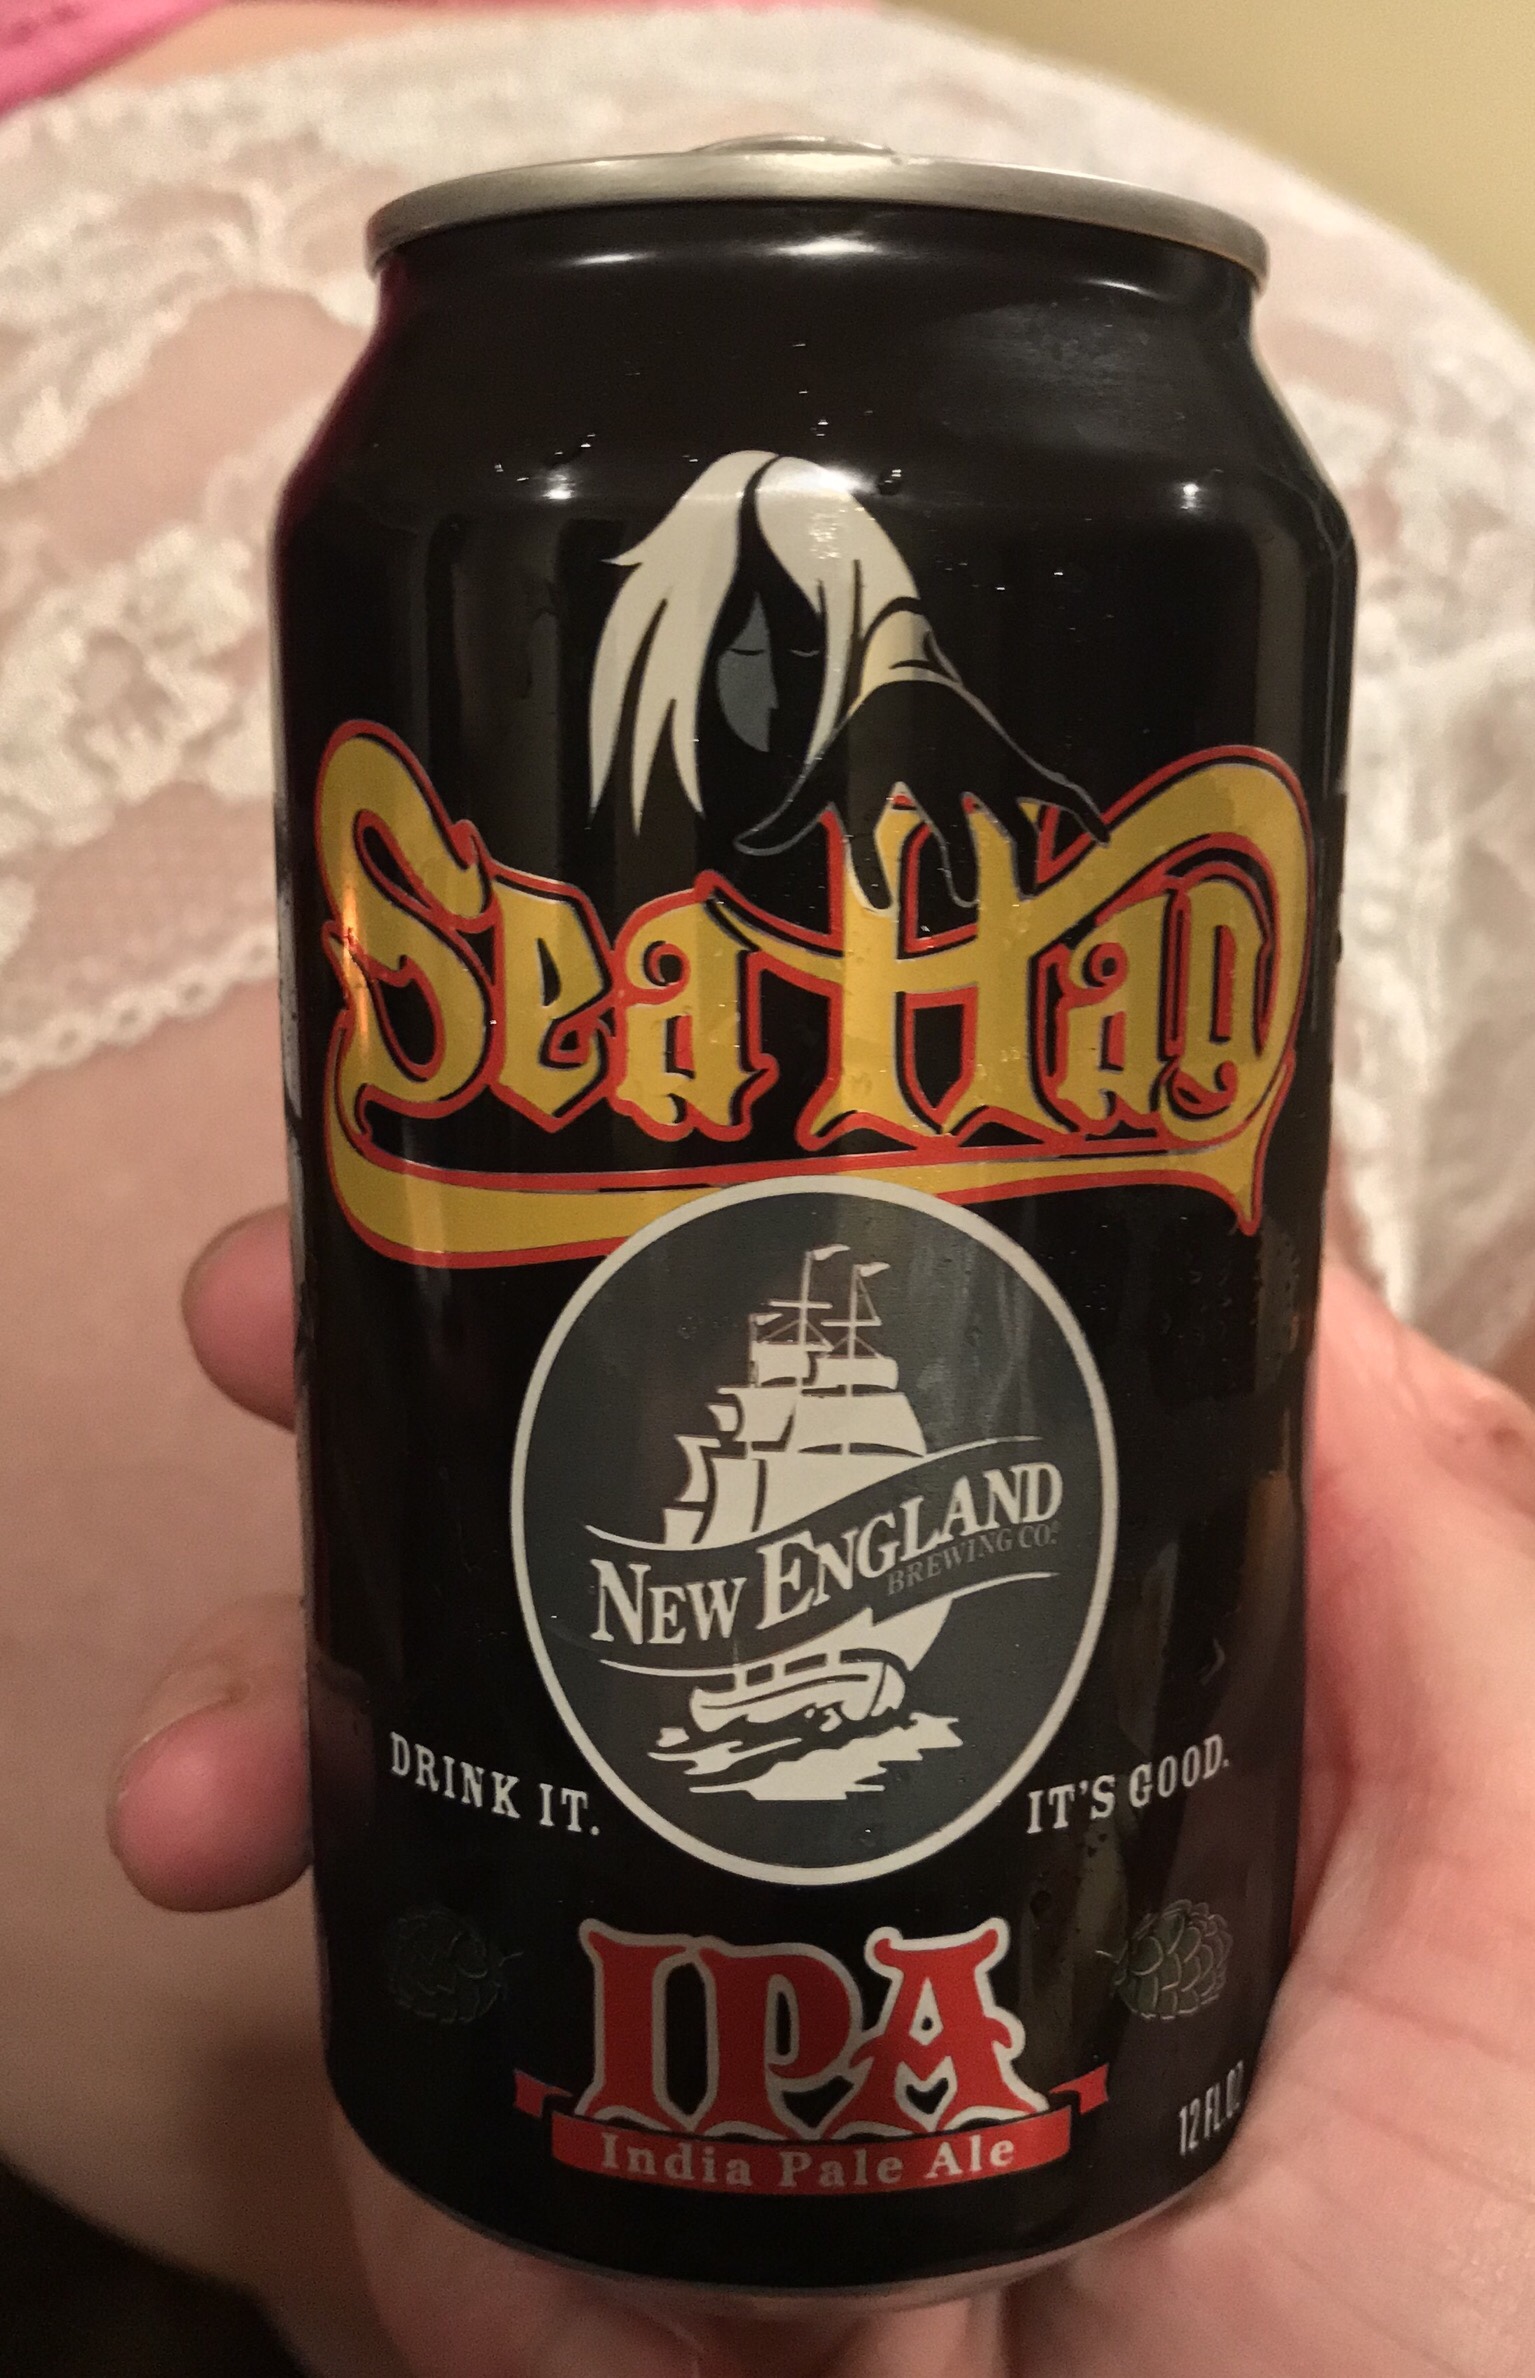 Sea Hag
NEW ENGLAND
BREWING CO.
DRINK IT.
IT'S GOOD.
IPA
India Pale Ale
12 FL.OZ